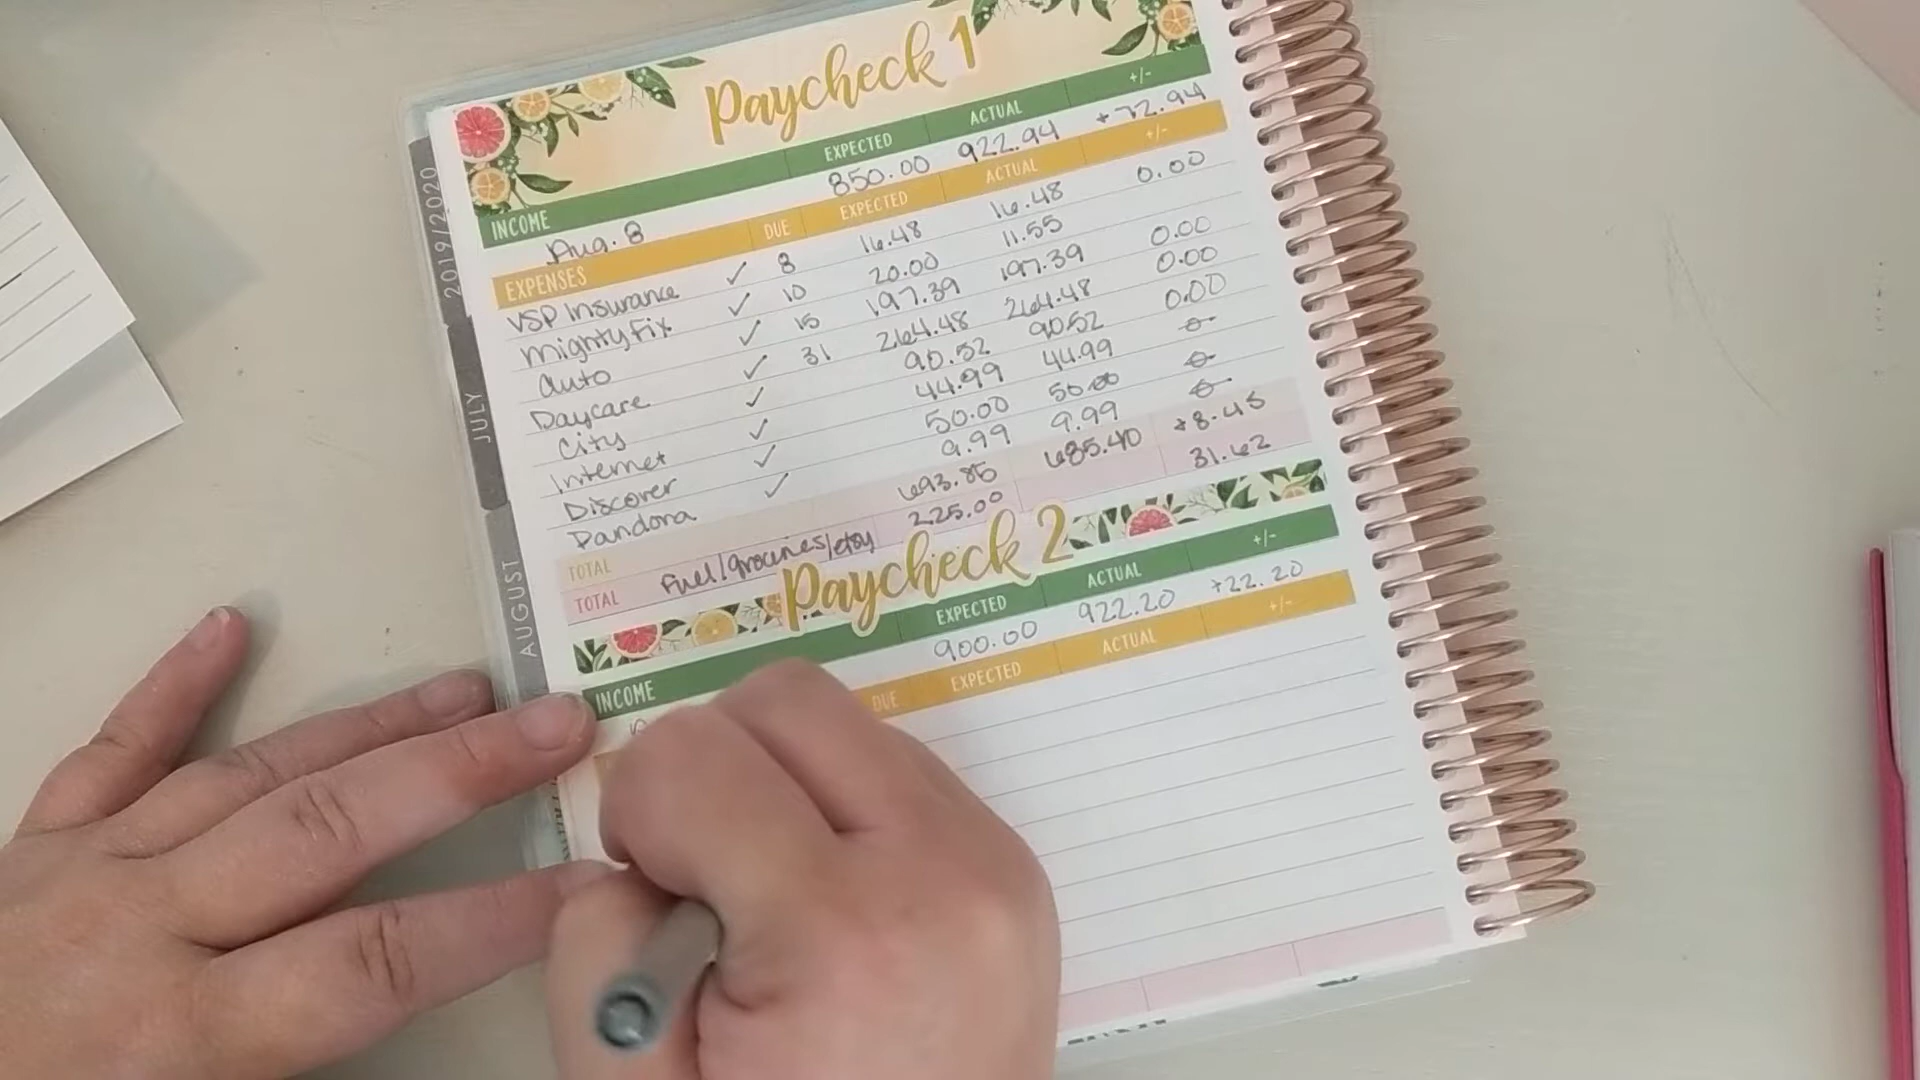 Paycheck 1
EXPECTED ACTUAL +/-
INCOME 850.00 922.94 +72.94
Aug. 8
EXPENSES DUE EXPECTED ACTUAL +/-
VSP Insurance ✓ 8 16.48 16.48 0.00
mightyfix ✓ 10 20.00 11.55
auto ✓ 15 197.39 197.39 0.00
Daycare ✓ 31 264.48 264.48 0.00
City ✓ 90.52 90.52 0.00
Internet ✓ 44.99 44.99
Discover ✓ 50.00 50.00
Pandora ✓ 9.99 9.99
TOTAL 693.85 685.40 +8.45
TOTAL Fuel/groceries/etsy 225.00 31.62
Paycheck 2
INCOME EXPECTED ACTUAL +/-
900.00 922.20 +22.20
DUE EXPECTED ACTUAL +/-
2019/2020
JULY
AUGUST